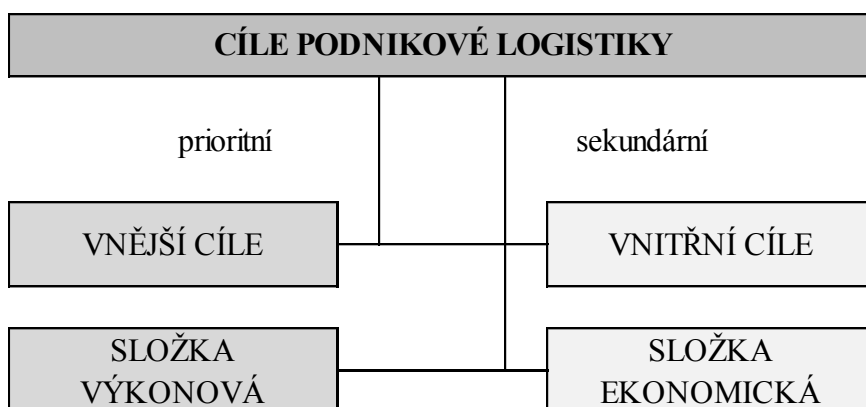 CÍLE PODNIKOVÉ LOGISTIKY
prioritní
sekundární
VNĚJŠÍ CÍLE
VNITŘNÍ CÍLE
SLOŽKA
VÝKONOVÁ
SLOŽKA
EKONOMICKÁ